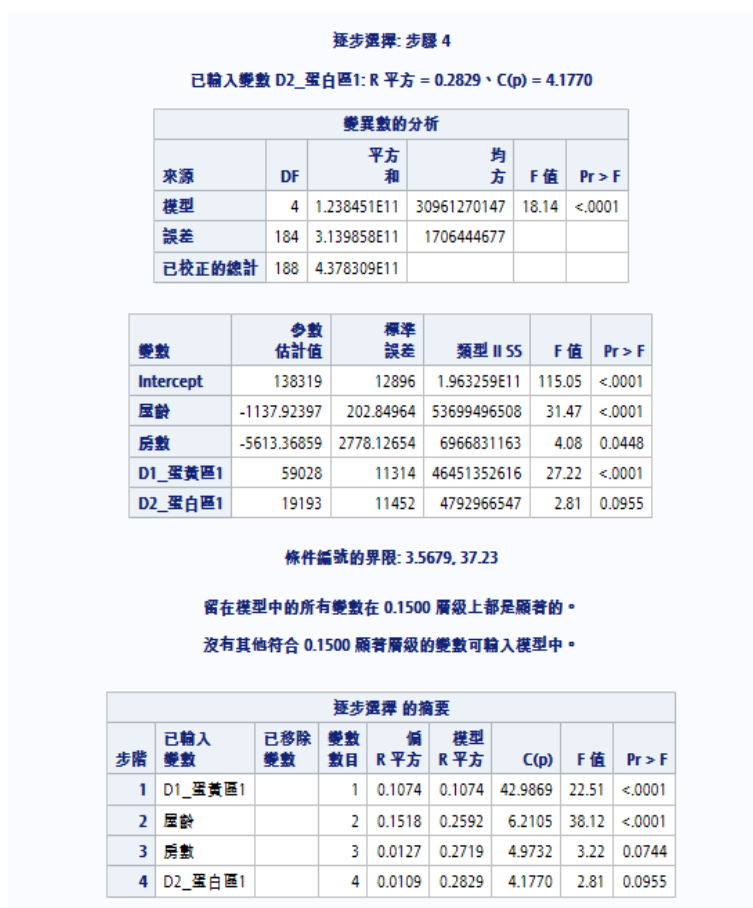 逐步選擇: 步驟 4
已輸入變數 D2_蛋白區1: R 平方 = 0.2829、C(p) = 4.1770
變異數的分析
來源 DF 平方和 均方 F 值 Pr > F
模型 4 1.238451E11 30961270147 18.14 <.0001
誤差 184 3.139858E11 1706444677
已校正的總計 188 4.378309E11
變數 參數估計值 標準誤差 類型 II SS F 值 Pr > F
Intercept 138319 12896 1.963259E11 115.05 <.0001
屋齡 -1137.92397 202.84964 53699496508 31.47 <.0001
房數 -5613.36859 2778.12654 6966831163 4.08 0.0448
D1_蛋黃區1 59028 11314 46451352616 27.22 <.0001
D2_蛋白區1 19193 11452 4792966547 2.81 0.0955
條件編號的界限: 3.5679, 37.23
留在模型中的所有變數在 0.1500 層級上都是顯著的。
沒有其他符合 0.1500 顯著層級的變數可輸入模型中。
逐步選擇 的摘要
步階 已輸入變數 已移除變數 變數數目 偏 R 平方 模型 R 平方 C(p) F 值 Pr > F
1 D1_蛋黃區1 1 0.1074 0.1074 42.9869 22.51 <.0001
2 屋齡 2 0.1518 0.2592 6.2105 38.12 <.0001
3 房數 3 0.0127 0.2719 4.9732 3.22 0.0744
4 D2_蛋白區1 4 0.0109 0.2829 4.1770 2.81 0.0955